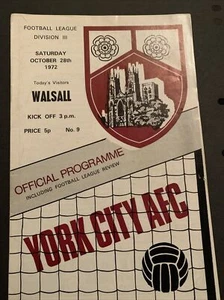 FOOTBALL LEAGUE
DIVISION III
SATURDAY
OCTOBER 28th
1972
Today's Visitors
WALSALL
KICK OFF 3 p.m.
PRICE 5p No. 9
OFFICIAL PROGRAMME
INCLUDING FOOTBALL LEAGUE REVIEW
YORK CITY AFC